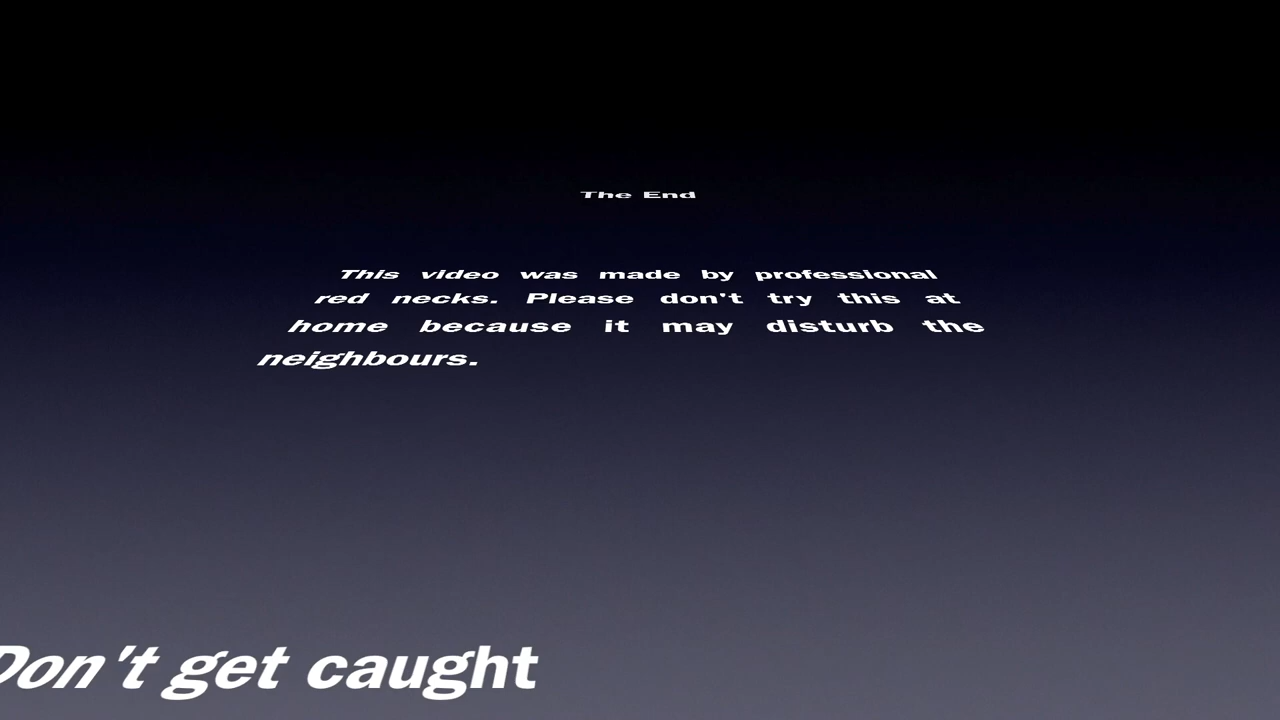 The End
This video was made by professional
red necks. Please don't try this at
home because it may disturb the
neighbours.
Don't get caught